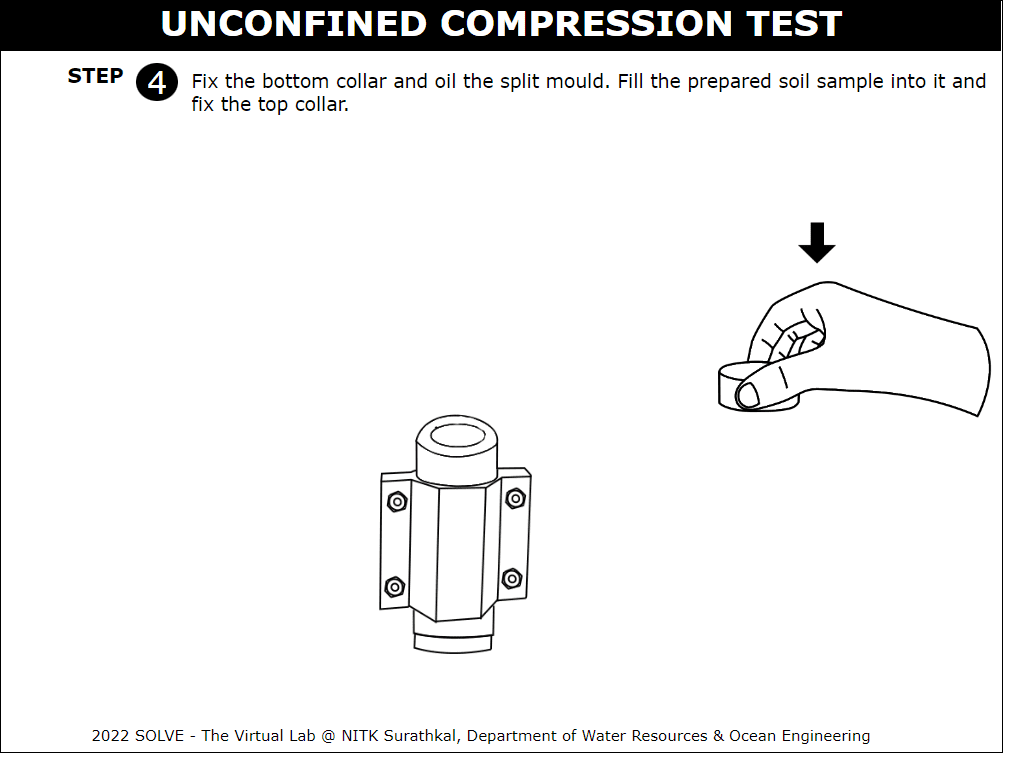 UNCONFINED COMPRESSION TEST
STEP 4 Fix the bottom collar and oil the split mould. Fill the prepared soil sample into it and
fix the top collar.
2022 SOLVE - The Virtual Lab @ NITK Surathkal, Department of Water Resources & Ocean Engineering